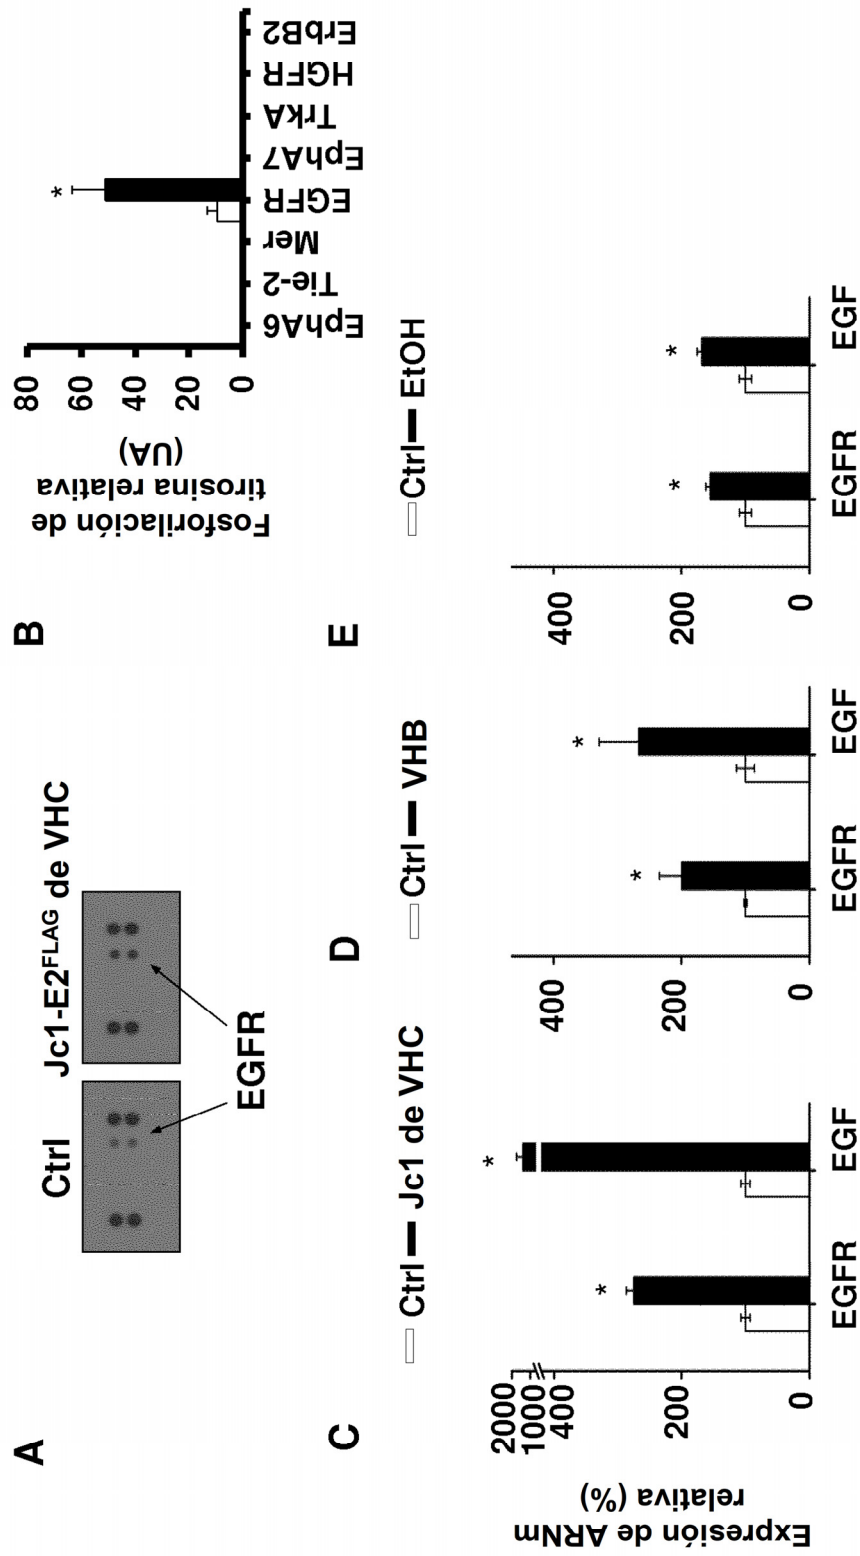 A
Ctrl
Jc1-E2FLAG de VHC
EGFR
B
Fosforilación de
tirosina relativa
(UA)
80
60
40
20
0
EphA6
Tie-2
Mer
EGFR
EphA7
TrkA
HGFR
ErbB2
C
Ctrl
Jc1 de VHC
Expresión de ARNm
relativa (%)
2000
1000
400
200
0
EGFR
EGF
*
*
D
Ctrl
VHB
400
200
0
EGFR
EGF
*
*
E
Ctrl
EtOH
400
200
0
EGFR
EGF
*
*
*